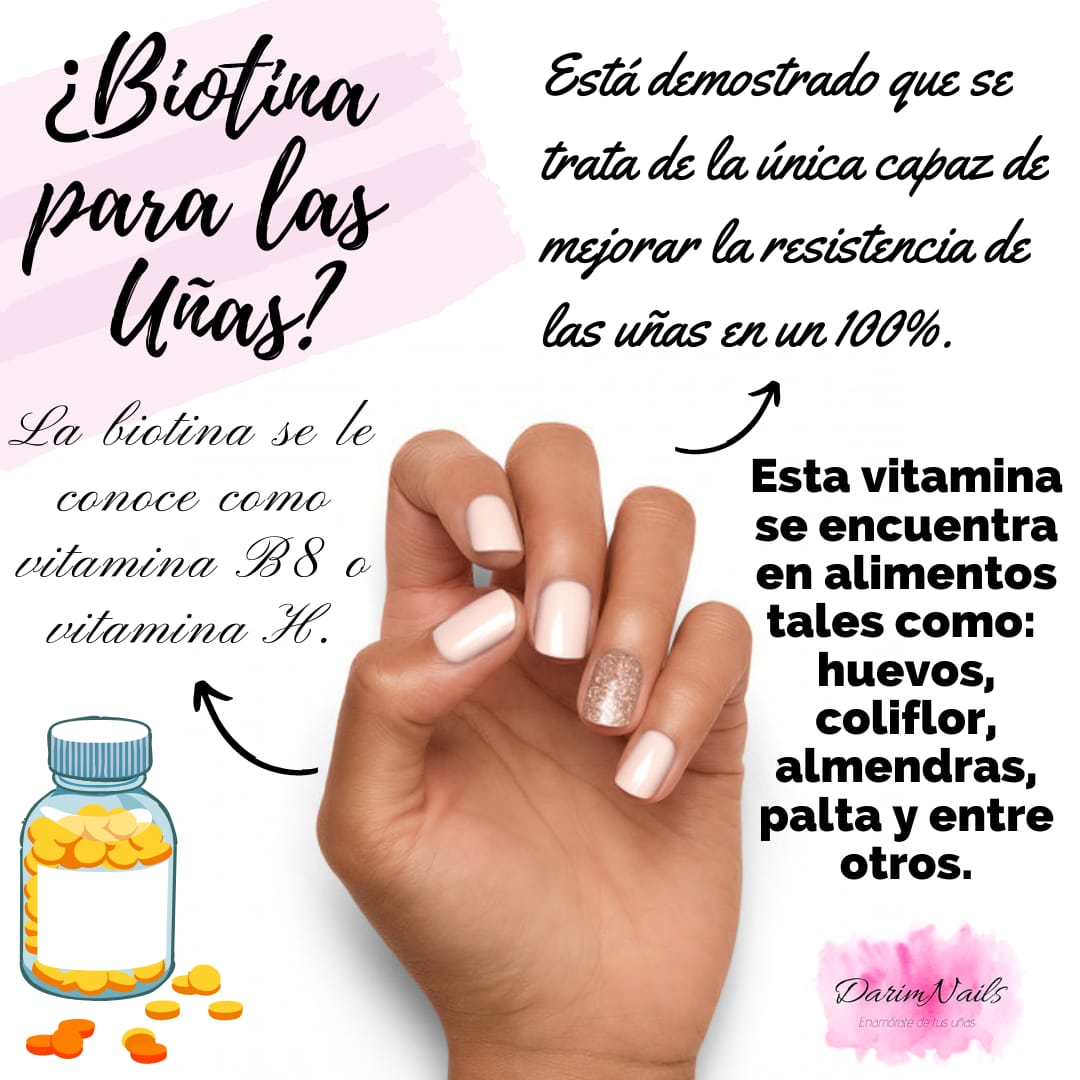 ¿Biotina
para las
Uñas?
Está demostrado que se
trata de la única capaz de
mejorar la resistencia de
las uñas en un 100%.
La biotina se le
conoce como
vitamina B8 o
vitamina H.
Esta vitamina
se encuentra
en alimentos
tales como:
huevos,
coliflor,
almendras,
palta y entre
otros.
DarimNails
Enamórate de tus uñas